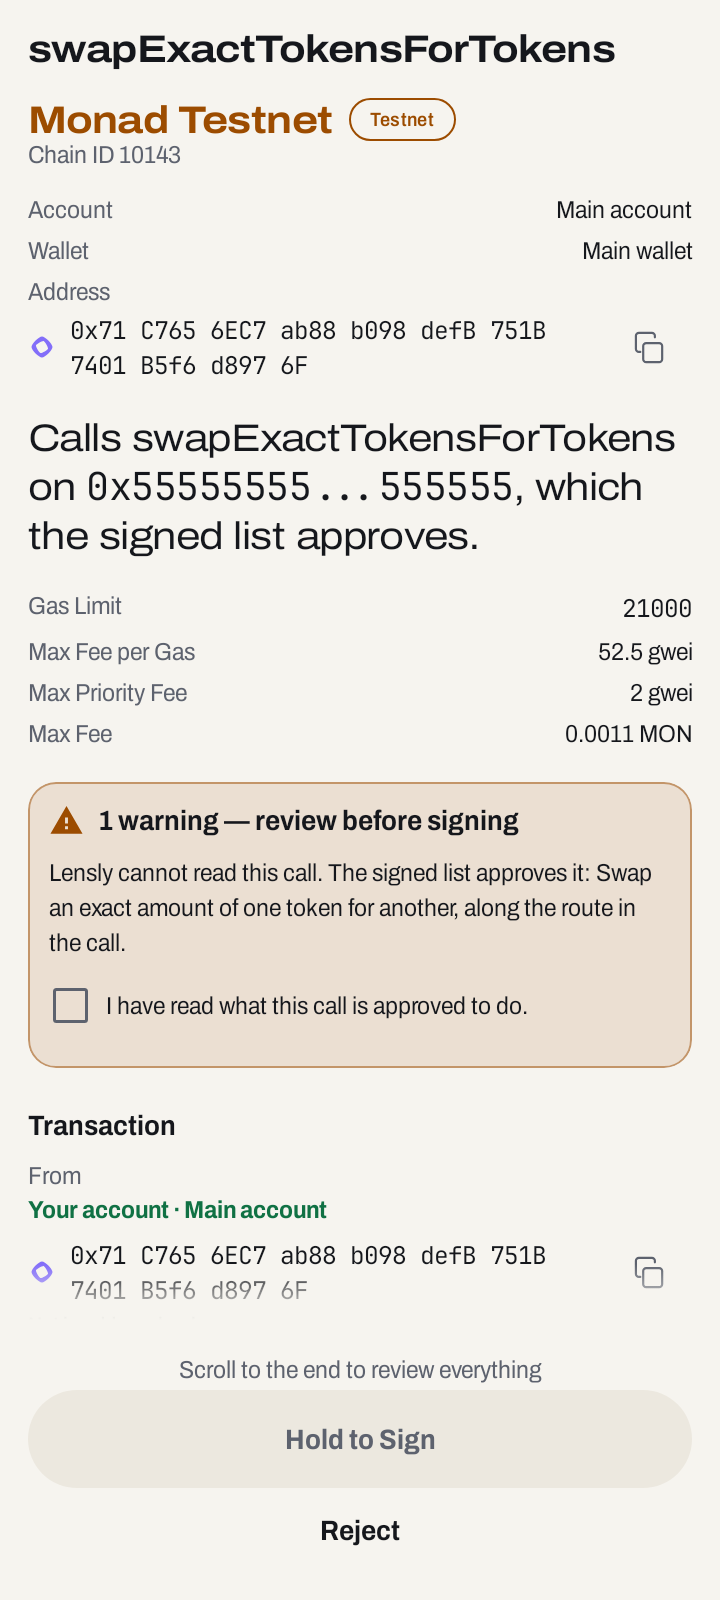 swapExactTokensForTokens
Monad Testnet
Testnet
Chain ID 10143
Account
Main account
Wallet
Main wallet
Address
0x71 C765 6EC7 ab88 b098 defB 751B
7401 B5f6 d897 6F
Calls swapExactTokensForTokens
on 0x55555555...555555, which
the signed list approves.
Gas Limit
21000
Max Fee per Gas
52.5 gwei
Max Priority Fee
2 gwei
Max Fee
0.0011 MON
1 warning — review before signing
Lensly cannot read this call. The signed list approves it: Swap
an exact amount of one token for another, along the route in
the call.
I have read what this call is approved to do.
Transaction
From
Your account · Main account
0x71 C765 6EC7 ab88 b098 defB 751B
7401 B5f6 d897 6F
Scroll to the end to review everything
Hold to Sign
Reject